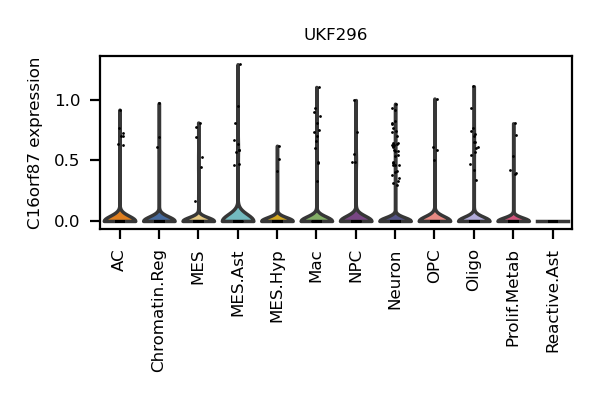 UKF296
C16orf87 expression
1.0
0.5
0.0
AC
Chromatin.Reg
MES
MES.Ast
MES.Hyp
Mac
NPC
Neuron
OPC
Oligo
Prolif.Metab
Reactive.Ast